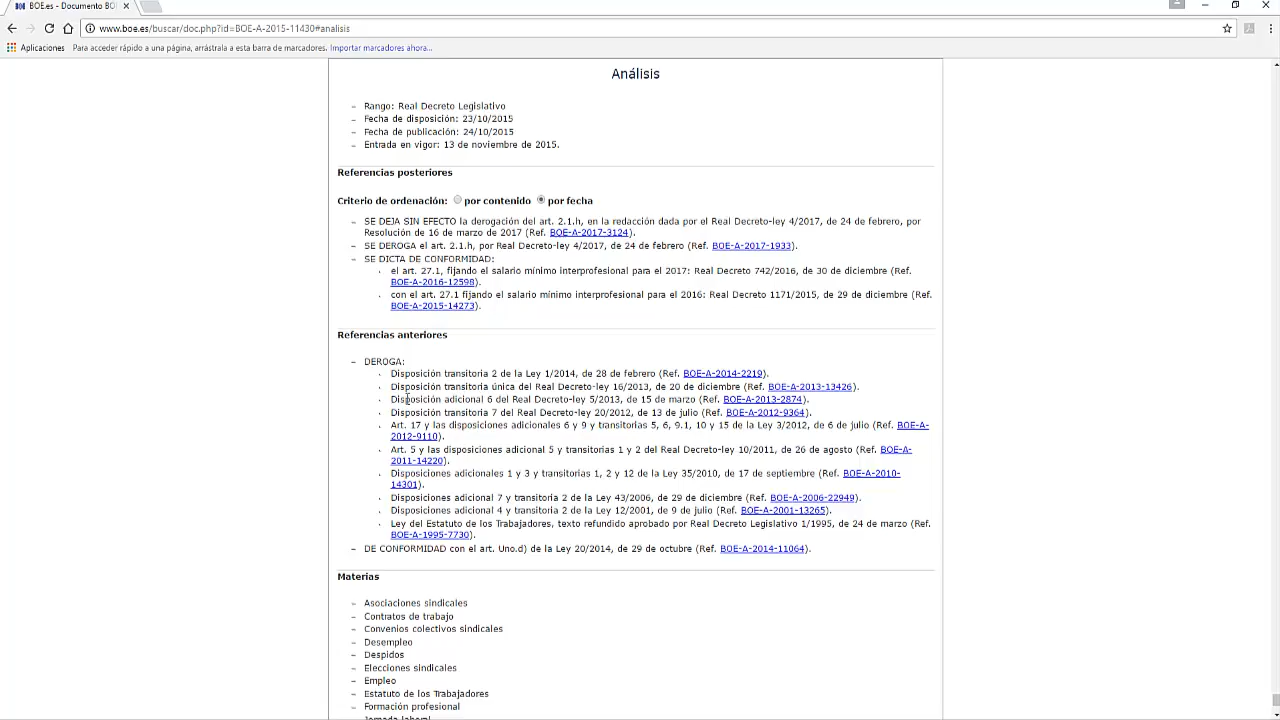 BOE.es - Documento BO
www.boe.es/buscar/doc.php?id=BOE-A-2015-11430#analisis
Aplicaciones Para acceder rápido a una página, arrástrala a esta barra de marcadores. Importar marcadores ahora...
Análisis
- Rango: Real Decreto Legislativo
- Fecha de disposición: 23/10/2015
- Fecha de publicación: 24/10/2015
- Entrada en vigor: 13 de noviembre de 2015.
Referencias posteriores
Criterio de ordenación: por contenido por fecha
- SE DEJA SIN EFECTO la derogación del art. 2.1.h, en la redacción dada por el Real Decreto-ley 4/2017, de 24 de febrero, por
Resolución de 16 de marzo de 2017 (Ref. BOE-A-2017-3124).
- SE DEROGA el art. 2.1.h, por Real Decreto-ley 4/2017, de 24 de febrero (Ref. BOE-A-2017-1933).
- SE DICTA DE CONFORMIDAD:
. el art. 27.1, fijando el salario mínimo interprofesional para el 2017: Real Decreto 742/2016, de 30 de diciembre (Ref.
BOE-A-2016-12598).
. con el art. 27.1 fijando el salario mínimo interprofesional para el 2016: Real Decreto 1171/2015, de 29 de diciembre (Ref.
BOE-A-2015-14273).
Referencias anteriores
- DEROGA:
. Disposición transitoria 2 de la Ley 1/2014, de 28 de febrero (Ref. BOE-A-2014-2219).
. Disposición transitoria única del Real Decreto-ley 16/2013, de 20 de diciembre (Ref. BOE-A-2013-13426).
. Disposición adicional 6 del Real Decreto-ley 5/2013, de 15 de marzo (Ref. BOE-A-2013-2874).
. Disposición transitoria 7 del Real Decreto-ley 20/2012, de 13 de julio (Ref. BOE-A-2012-9364).
. Art. 17 y las disposiciones adicionales 6 y 9 y transitorias 5, 6, 9.1, 10 y 15 de la Ley 3/2012, de 6 de julio (Ref. BOE-A-
2012-9110).
. Art. 5 y las disposiciones adicional 5 y transitorias 1 y 2 del Real Decreto-ley 10/2011, de 26 de agosto (Ref. BOE-A-
2011-14220).
. Disposiciones adicionales 1 y 3 y transitorias 1, 2 y 12 de la Ley 35/2010, de 17 de septiembre (Ref. BOE-A-2010-
14301).
. Disposiciones adicional 7 y transitoria 2 de la Ley 43/2006, de 29 de diciembre (Ref. BOE-A-2006-22949).
. Disposiciones adicional 4 y transitoria 2 de la Ley 12/2001, de 9 de julio (Ref. BOE-A-2001-13265).
. Ley del Estatuto de los Trabajadores, texto refundido aprobado por Real Decreto Legislativo 1/1995, de 24 de marzo (Ref.
BOE-A-1995-7730).
- DE CONFORMIDAD con el art. Uno.d) de la Ley 20/2014, de 29 de octubre (Ref. BOE-A-2014-11064).
Materias
- Asociaciones sindicales
- Contratos de trabajo
- Convenios colectivos sindicales
- Desempleo
- Despidos
- Elecciones sindicales
- Empleo
- Estatuto de los Trabajadores
- Formación profesional
- Jornada laboral